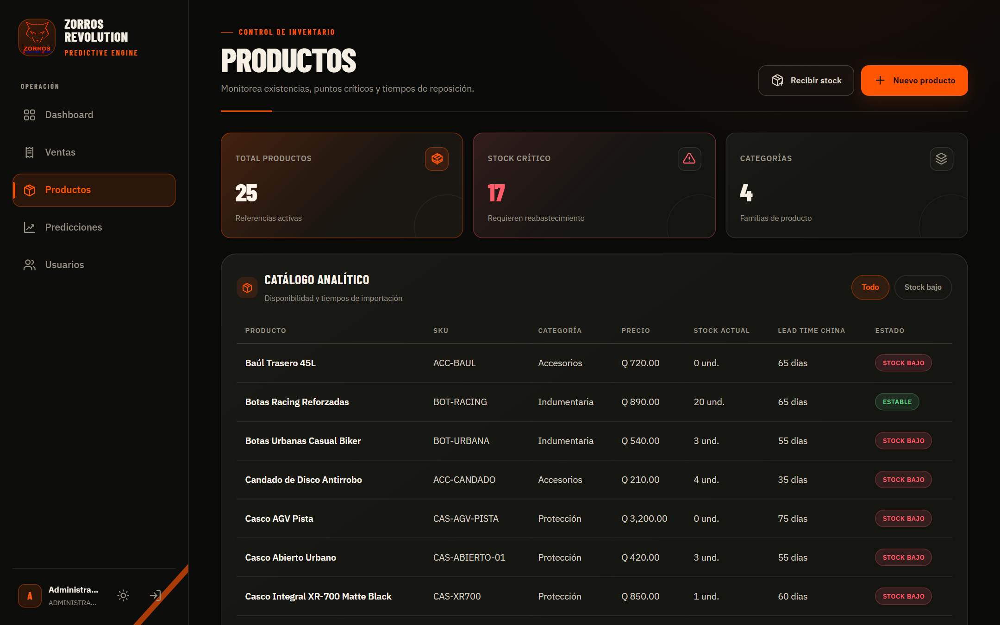 ZORROS
ZORROS
REVOLUTION
PREDICTIVE ENGINE
OPERACIÓN
Dashboard
Ventas
Productos
Predicciones
Usuarios
A
Administra...
ADMINISTRA...
CONTROL DE INVENTARIO
PRODUCTOS
Monitorea existencias, puntos críticos y tiempos de reposición.
Recibir stock
Nuevo producto
TOTAL PRODUCTOS
25
Referencias activas
STOCK CRÍTICO
17
Requieren reabastecimiento
CATEGORÍAS
4
Familias de producto
CATÁLOGO ANALÍTICO
Disponibilidad y tiempos de importación
Todo
Stock bajo
PRODUCTO SKU CATEGORÍA PRECIO STOCK ACTUAL LEAD TIME CHINA ESTADO
Baúl Trasero 45L ACC-BAUL Accesorios Q 720.00 0 und. 65 días STOCK BAJO
Botas Racing Reforzadas BOT-RACING Indumentaria Q 890.00 20 und. 65 días ESTABLE
Botas Urbanas Casual Biker BOT-URBANA Indumentaria Q 540.00 3 und. 55 días STOCK BAJO
Candado de Disco Antirrobo ACC-CANDADO Accesorios Q 210.00 4 und. 35 días STOCK BAJO
Casco AGV Pista CAS-AGV-PISTA Protección Q 3,200.00 0 und. 75 días STOCK BAJO
Casco Abierto Urbano CAS-ABIERTO-01 Protección Q 420.00 3 und. 55 días STOCK BAJO
Casco Integral XR-700 Matte Black CAS-XR700 Protección Q 850.00 1 und. 60 días STOCK BAJO